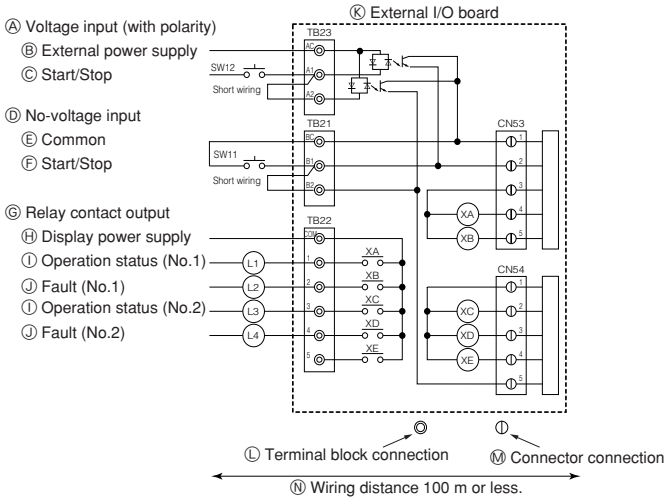 Ⓚ External I/O board
Ⓐ Voltage input (with polarity)
TB23
Ⓑ External power supply
AC
Ⓒ Start/Stop
SW12
A1
Short wiring
A2
Ⓓ No-voltage input
TB21
CN53
Ⓔ Common
BC
1
Ⓕ Start/Stop
SW11
B1
2
Short wiring
B2
3
Ⓖ Relay contact output
TB22
XA
4
Ⓗ Display power supply
COM
XB
5
Ⓘ Operation status (No.1)
L1
1
XA
CN54
Ⓙ Fault (No.1)
L2
2
XB
1
Ⓘ Operation status (No.2)
L3
3
XC
XC
2
Ⓙ Fault (No.2)
L4
4
XD
XD
3
5
XE
XE
4
5
Ⓛ Terminal block connection
Ⓜ Connector connection
Ⓝ Wiring distance 100 m or less.